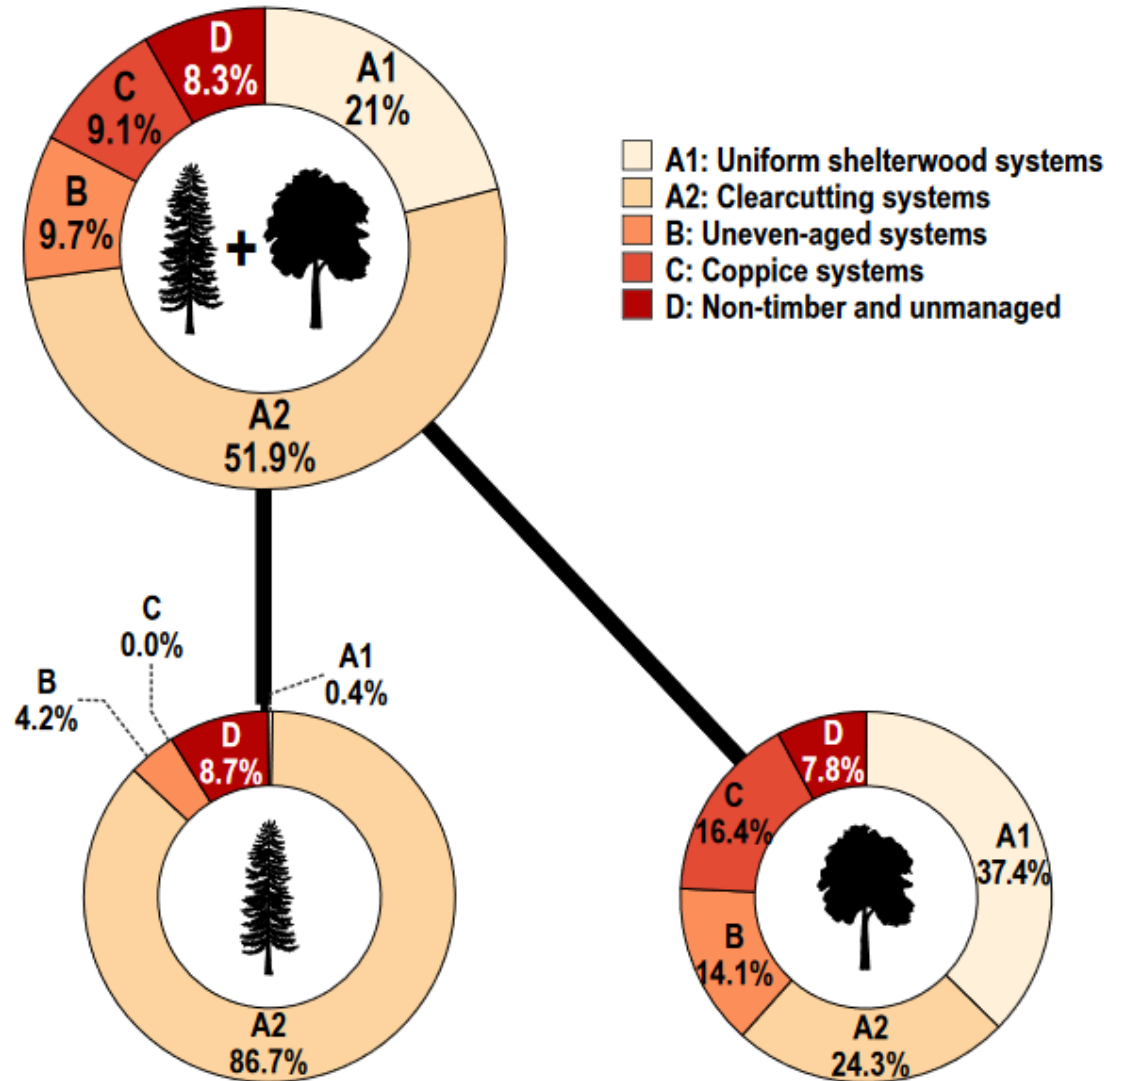 D
8.3%
A1
21%
C
9.1%
B
9.7%
+
A2
51.9%
A1: Uniform shelterwood systems
A2: Clearcutting systems
B: Uneven-aged systems
C: Coppice systems
D: Non-timber and unmanaged
C
0.0%
A1
0.4%
B
4.2%
D
8.7%
A2
86.7%
D
7.8%
C
16.4%
A1
37.4%
B
14.1%
A2
24.3%